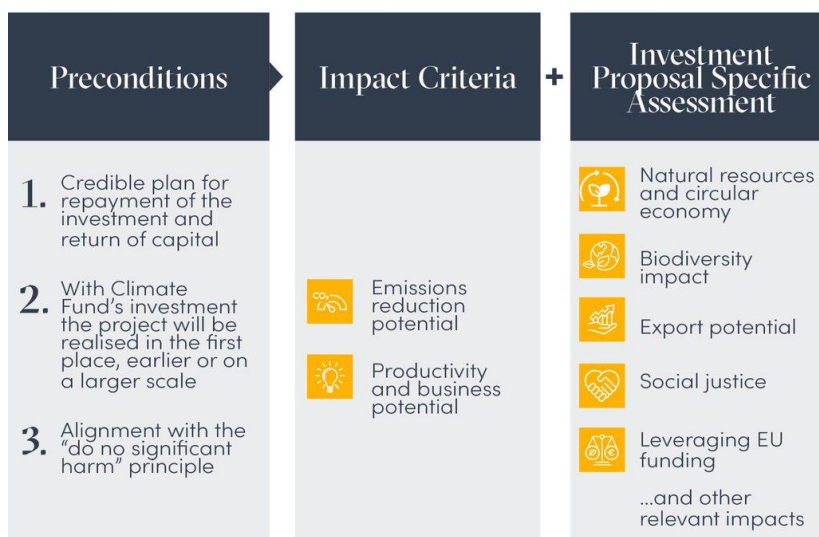 Preconditions
1. Credible plan for
repayment of the
investment and
return of capital
2. With Climate
Fund's investment
the project will be
realised in the first
place, earlier or on
a larger scale
3. Alignment with the
"do no significant
harm" principle
Impact Criteria
CO₂
Emissions
reduction
potential
Productivity
and business
potential
+
Investment
Proposal Specific
Assessment
Natural resources
and circular
economy
Biodiversity
impact
Export potential
Social justice
€
Leveraging EU
funding
...and other
relevant impacts